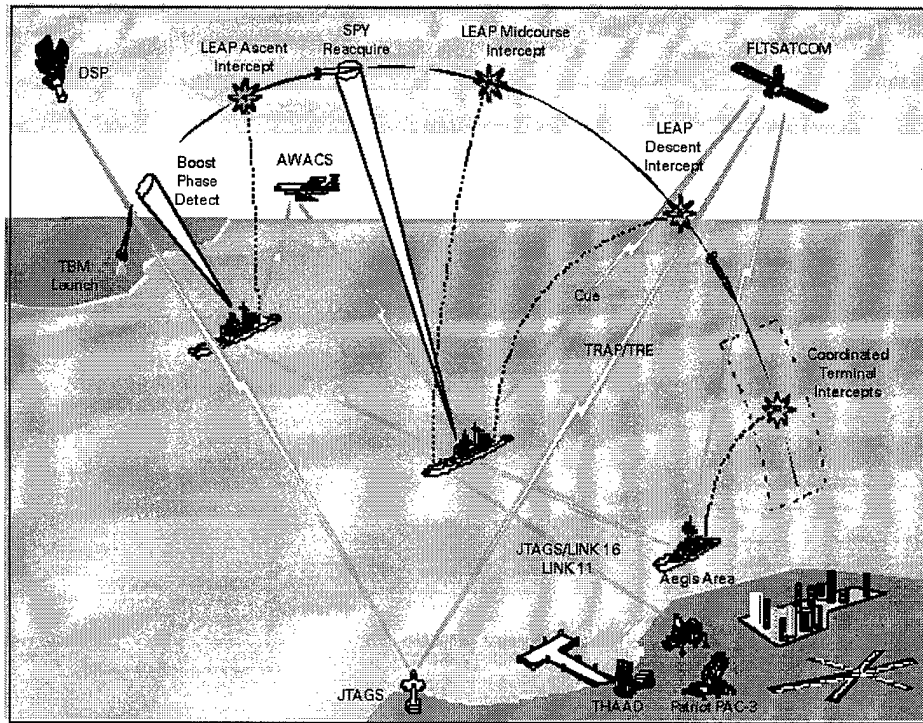 DSP
LEAP Ascent
Intercept
SPY
Reacquire
LEAP Midcourse
Intercept
FLTSATCOM
Boost
Phase
Detect
AWACS
LEAP
Descent
Intercept
TBM
Launch
Cue
TRAP/TRE
Coordinated
Terminal
Intercepts
JTAGS/LINK 16
LINK 11
Aegis Area
JTAGS
THAAD
Patriot PAC-3